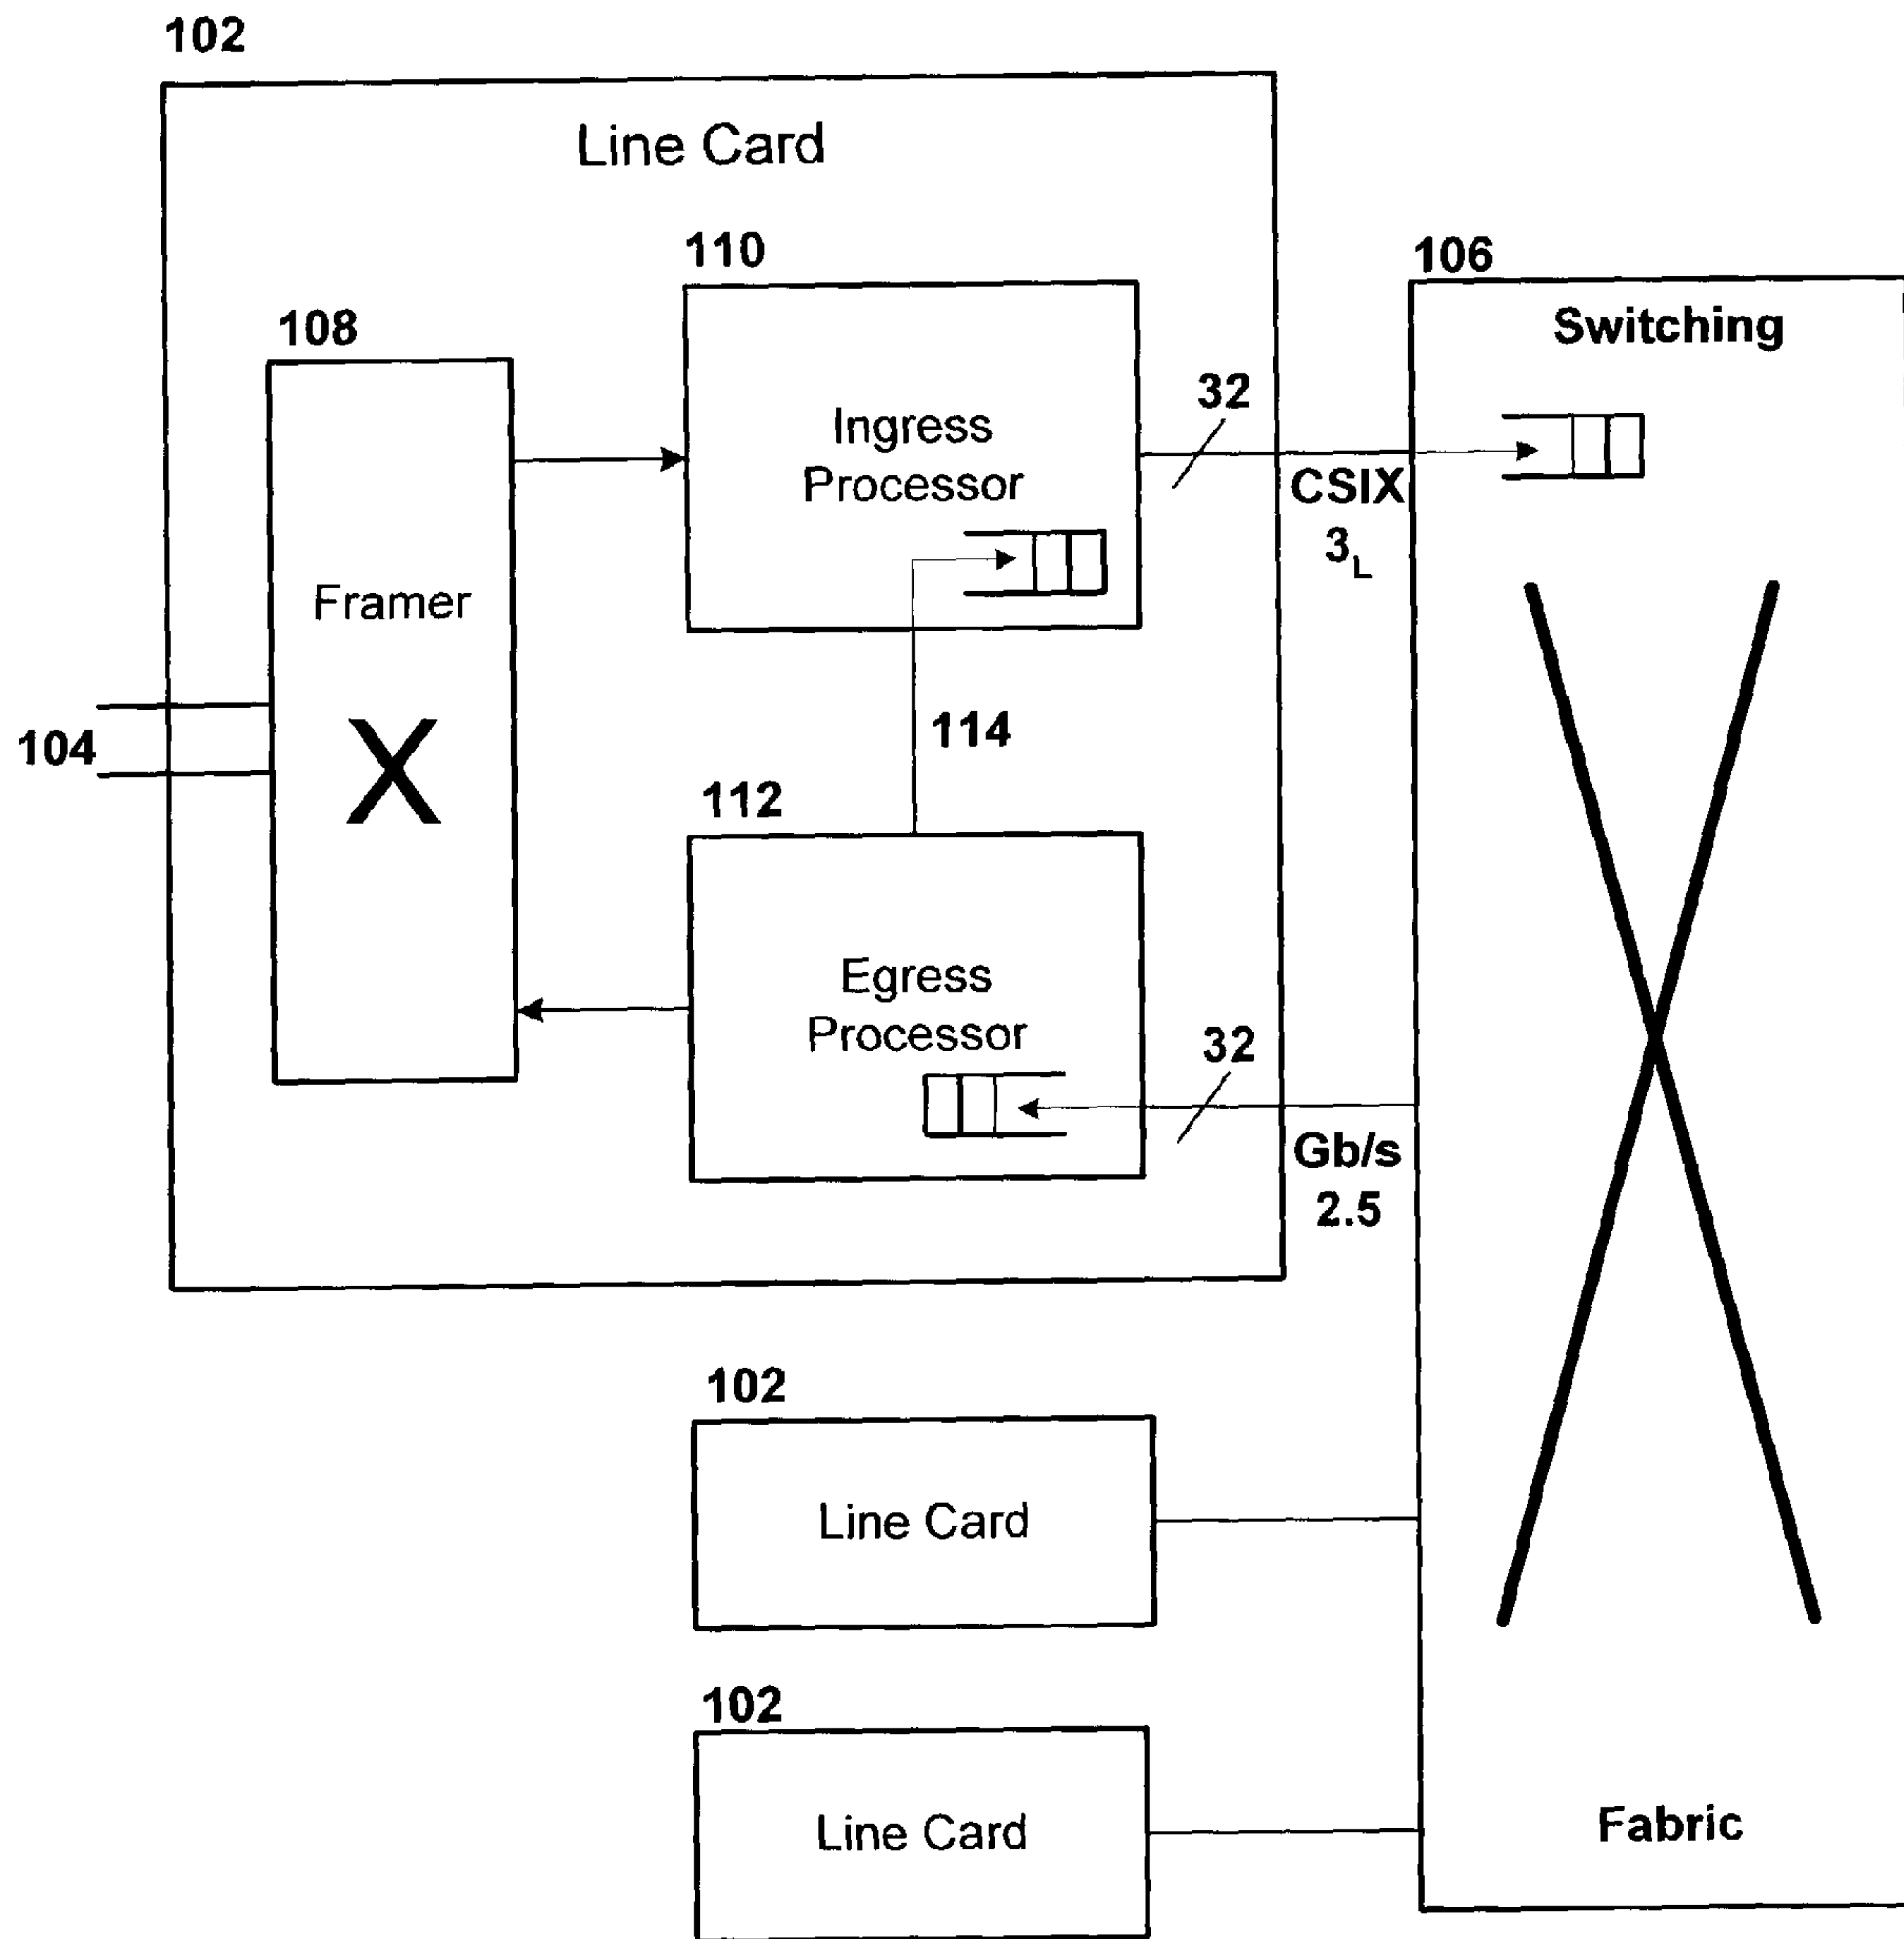 102
Line Card
110
106
108
Switching
32
Ingress
Processor
CSIX
3L
Framer
X
104
114
112
Egress
Processor
32
Gb/s
2.5
102
Line Card
102
Line Card
Fabric